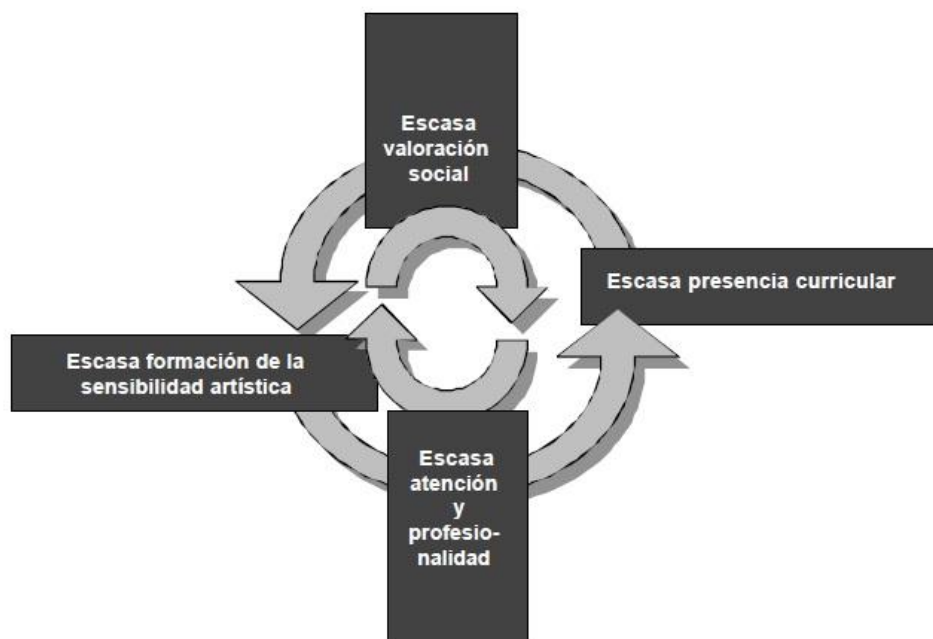 Escasa
valoración
social
Escasa presencia curricular
Escasa formación de la
sensibilidad artística
Escasa
atención
y
profesio-
nalidad